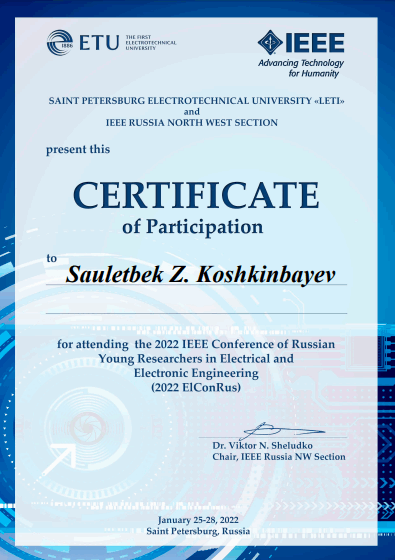 1886
ETU
THE FIRST
ELECTROTECHNICAL
UNIVERSITY
IEEE
Advancing Technology
for Humanity
SAINT PETERSBURG ELECTROTECHNICAL UNIVERSITY «LETI»
and
IEEE RUSSIA NORTH WEST SECTION
present this
CERTIFICATE
of Participation
to
Sauletbek Z. Koshkinbayev
for attending the 2022 IEEE Conference of Russian
Young Researchers in Electrical and
Electronic Engineering
(2022 ElConRus)
Dr. Viktor N. Sheludko
Chair, IEEE Russia NW Section
January 25-28, 2022
Saint Petersburg, Russia